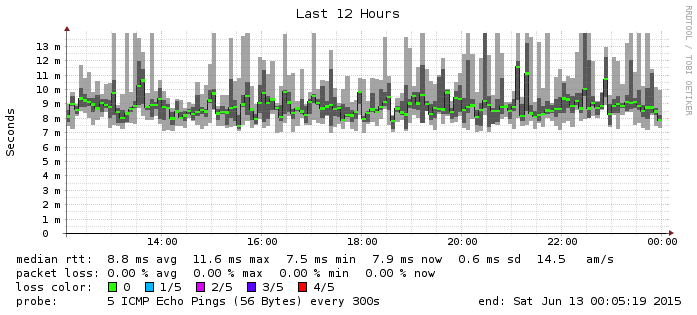 Last 12 Hours
RRDTOOL / TOBI OETIKER
Seconds
13 m
12 m
11 m
10 m
9 m
8 m
7 m
6 m
5 m
4 m
3 m
2 m
1 m
0
14:00 16:00 18:00 20:00 22:00 00:00
median rtt: 8.8 ms avg 11.6 ms max 7.5 ms min 7.9 ms now 0.6 ms sd 14.5 am/s
packet loss: 0.00 % avg 0.00 % max 0.00 % min 0.00 % now
loss color: 0 1/5 2/5 3/5 4/5
probe: 5 ICMP Echo Pings (56 Bytes) every 300s end: Sat Jun 13 00:05:19 2015